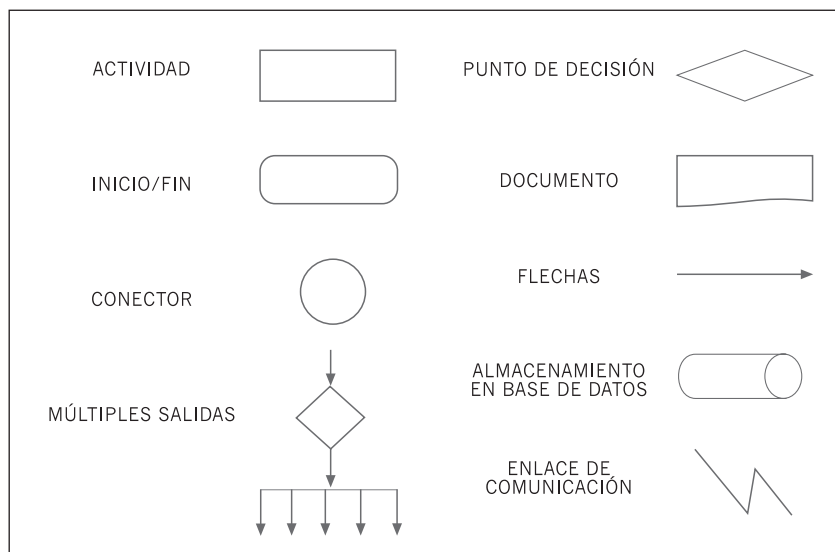 ACTIVIDAD
PUNTO DE DECISIÓN
INICIO/FIN
DOCUMENTO
CONECTOR
FLECHAS
MÚLTIPLES SALIDAS
ALMACENAMIENTO
EN BASE DE DATOS
ENLACE DE
COMUNICACIÓN